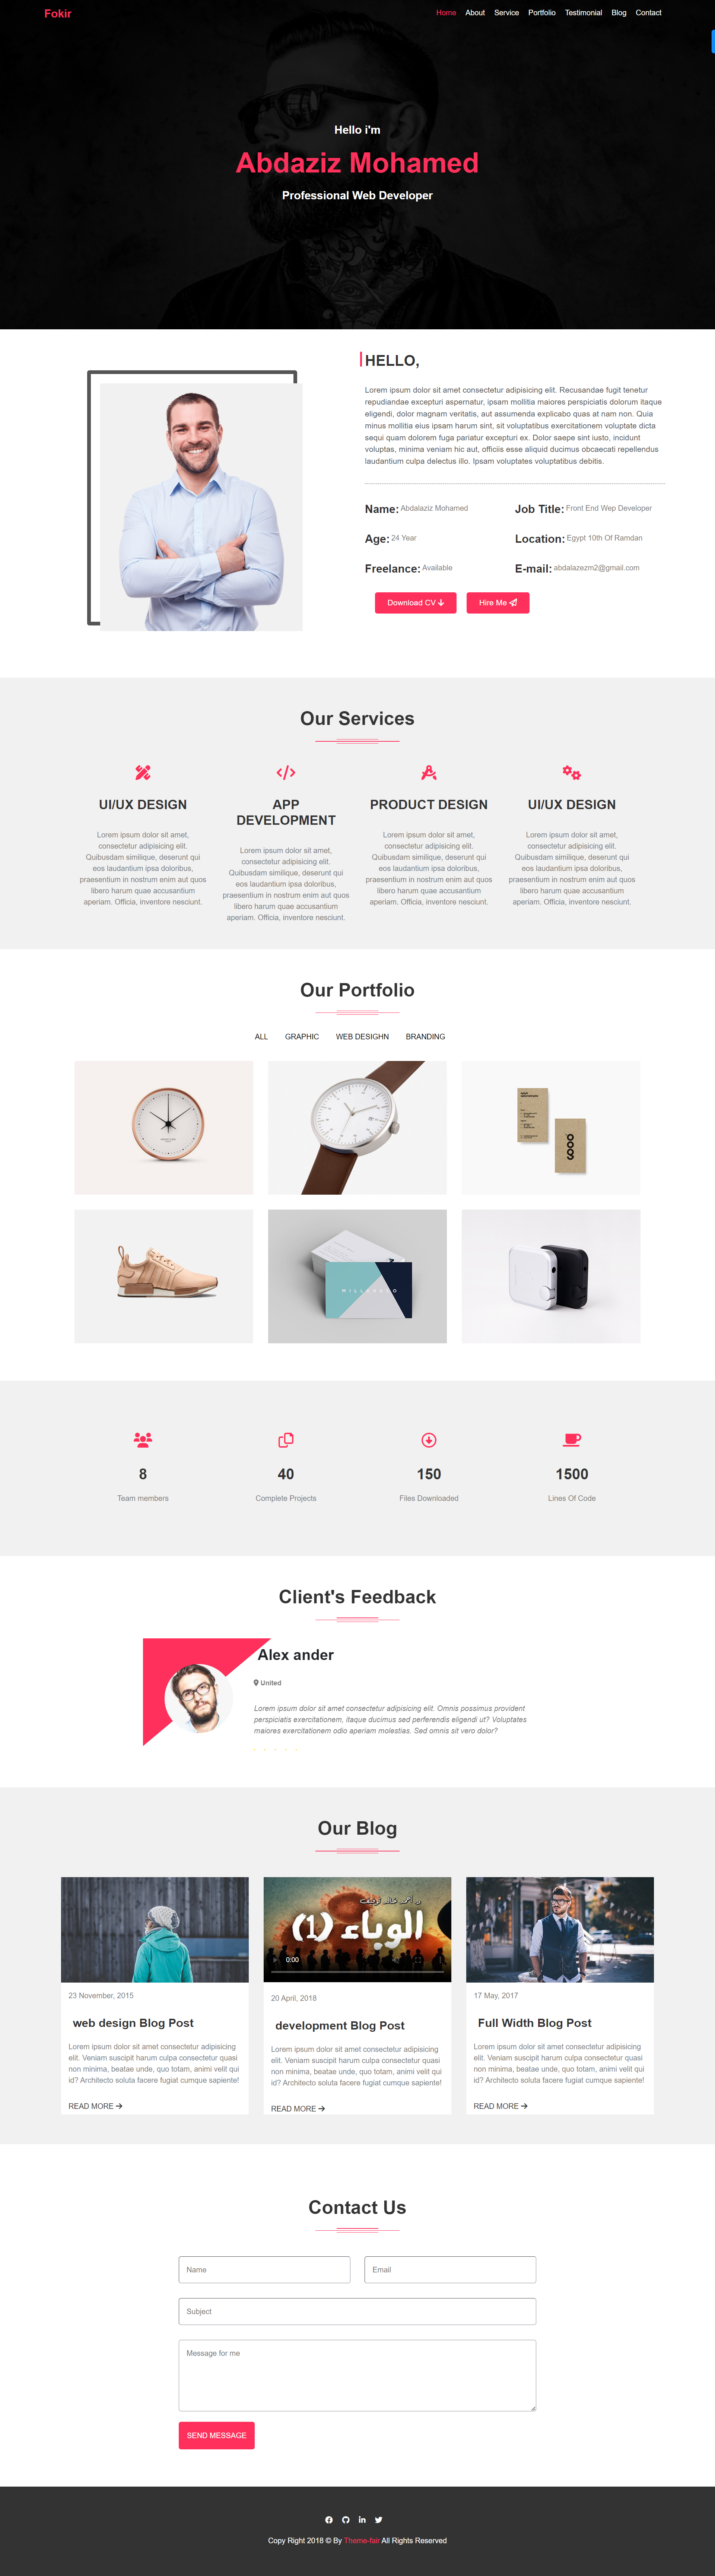 Fokir
Home About Service Portfolio Testimonial Blog Contact
Hello i'm
Abdaziz Mohamed
Professional Web Developer
HELLO,
Lorem ipsum dolor sit amet consectetur adipisicing elit. Recusandae fugit tenetur
repudiandae excepturi aspernatur, ipsam mollitia maiores perspiciatis dolorum itaque
eligendi, dolor magnam veritatis, aut assumenda explicabo quas at nam non. Quia
minus mollitia eius ipsam harum sint, sit voluptatibus exercitationem voluptate dicta
sequi quam dolorem fuga pariatur excepturi ex. Dolor saepe sint iusto, incidunt
voluptas, minima veniam hic aut, officiis esse aliquid ducimus obcaecati repellendus
laudantium culpa delectus illo. Ipsam voluptates voluptatibus debitis.
Name: Abdalaziz Mohamed
Job Title: Front End Wep Developer
Age: 24 Year
Location: Egypt 10th Of Ramdan
Freelance: Available
E-mail: abdalazezm2@gmail.com
Download CV
Hire Me
Our Services
UI/UX DESIGN
Lorem ipsum dolor sit amet,
consectetur adipisicing elit.
Quibusdam similique, deserunt qui
eos laudantium ipsa doloribus,
praesentium in nostrum enim aut quos
libero harum quae accusantium
aperiam. Officia, inventore nesciunt.
APP
DEVELOPMENT
Lorem ipsum dolor sit amet,
consectetur adipisicing elit.
Quibusdam similique, deserunt qui
eos laudantium ipsa doloribus,
praesentium in nostrum enim aut quos
libero harum quae accusantium
aperiam. Officia, inventore nesciunt.
PRODUCT DESIGN
Lorem ipsum dolor sit amet,
consectetur adipisicing elit.
Quibusdam similique, deserunt qui
eos laudantium ipsa doloribus,
praesentium in nostrum enim aut quos
libero harum quae accusantium
aperiam. Officia, inventore nesciunt.
UI/UX DESIGN
Lorem ipsum dolor sit amet,
consectetur adipisicing elit.
Quibusdam similique, deserunt qui
eos laudantium ipsa doloribus,
praesentium in nostrum enim aut quos
libero harum quae accusantium
aperiam. Officia, inventore nesciunt.
Our Portfolio
ALL GRAPHIC WEB DESIGHN BRANDING
8
Team members
40
Complete Projects
150
Files Downloaded
1500
Lines Of Code
Client's Feedback
Alex ander
United
Lorem ipsum dolor sit amet consectetur adipisicing elit. Omnis possimus provident
perspiciatis exercitationem, itaque ducimus sed perferendis eligendi ut? Voluptates
maiores exercitationem odio aperiam molestias. Sed omnis sit vero dolor?
Our Blog
23 November, 2015
web design Blog Post
Lorem ipsum dolor sit amet consectetur adipisicing
elit. Veniam suscipit harum culpa consectetur quasi
non minima, beatae unde, quo totam, animi velit qui
id? Architecto soluta facere fugiat cumque sapiente!
READ MORE
د. أحمد خالد توفيق
الوباء (1)
0:00
20 April, 2018
development Blog Post
Lorem ipsum dolor sit amet consectetur adipisicing
elit. Veniam suscipit harum culpa consectetur quasi
non minima, beatae unde, quo totam, animi velit qui
id? Architecto soluta facere fugiat cumque sapiente!
READ MORE
17 May, 2017
Full Width Blog Post
Lorem ipsum dolor sit amet consectetur adipisicing
elit. Veniam suscipit harum culpa consectetur quasi
non minima, beatae unde, quo totam, animi velit qui
id? Architecto soluta facere fugiat cumque sapiente!
READ MORE
Contact Us
Name
Email
Subject
Message for me
SEND MESSAGE
Copy Right 2018 © By Theme-fair All Rights Reserved